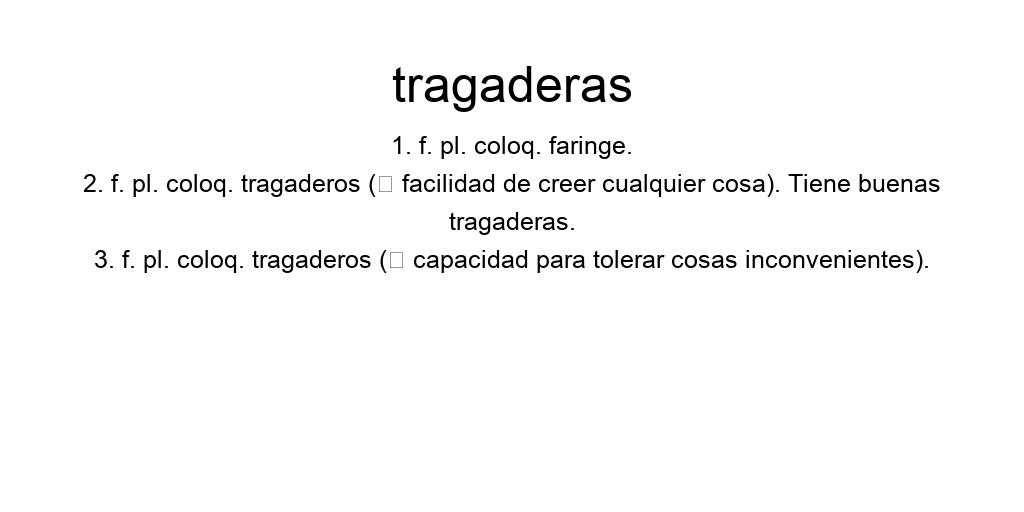 tragaderas
1. f. pl. coloq. faringe.
2. f. pl. coloq. tragaderos (□ facilidad de creer cualquier cosa). Tiene buenas
tragaderas.
3. f. pl. coloq. tragaderos (□ capacidad para tolerar cosas inconvenientes).